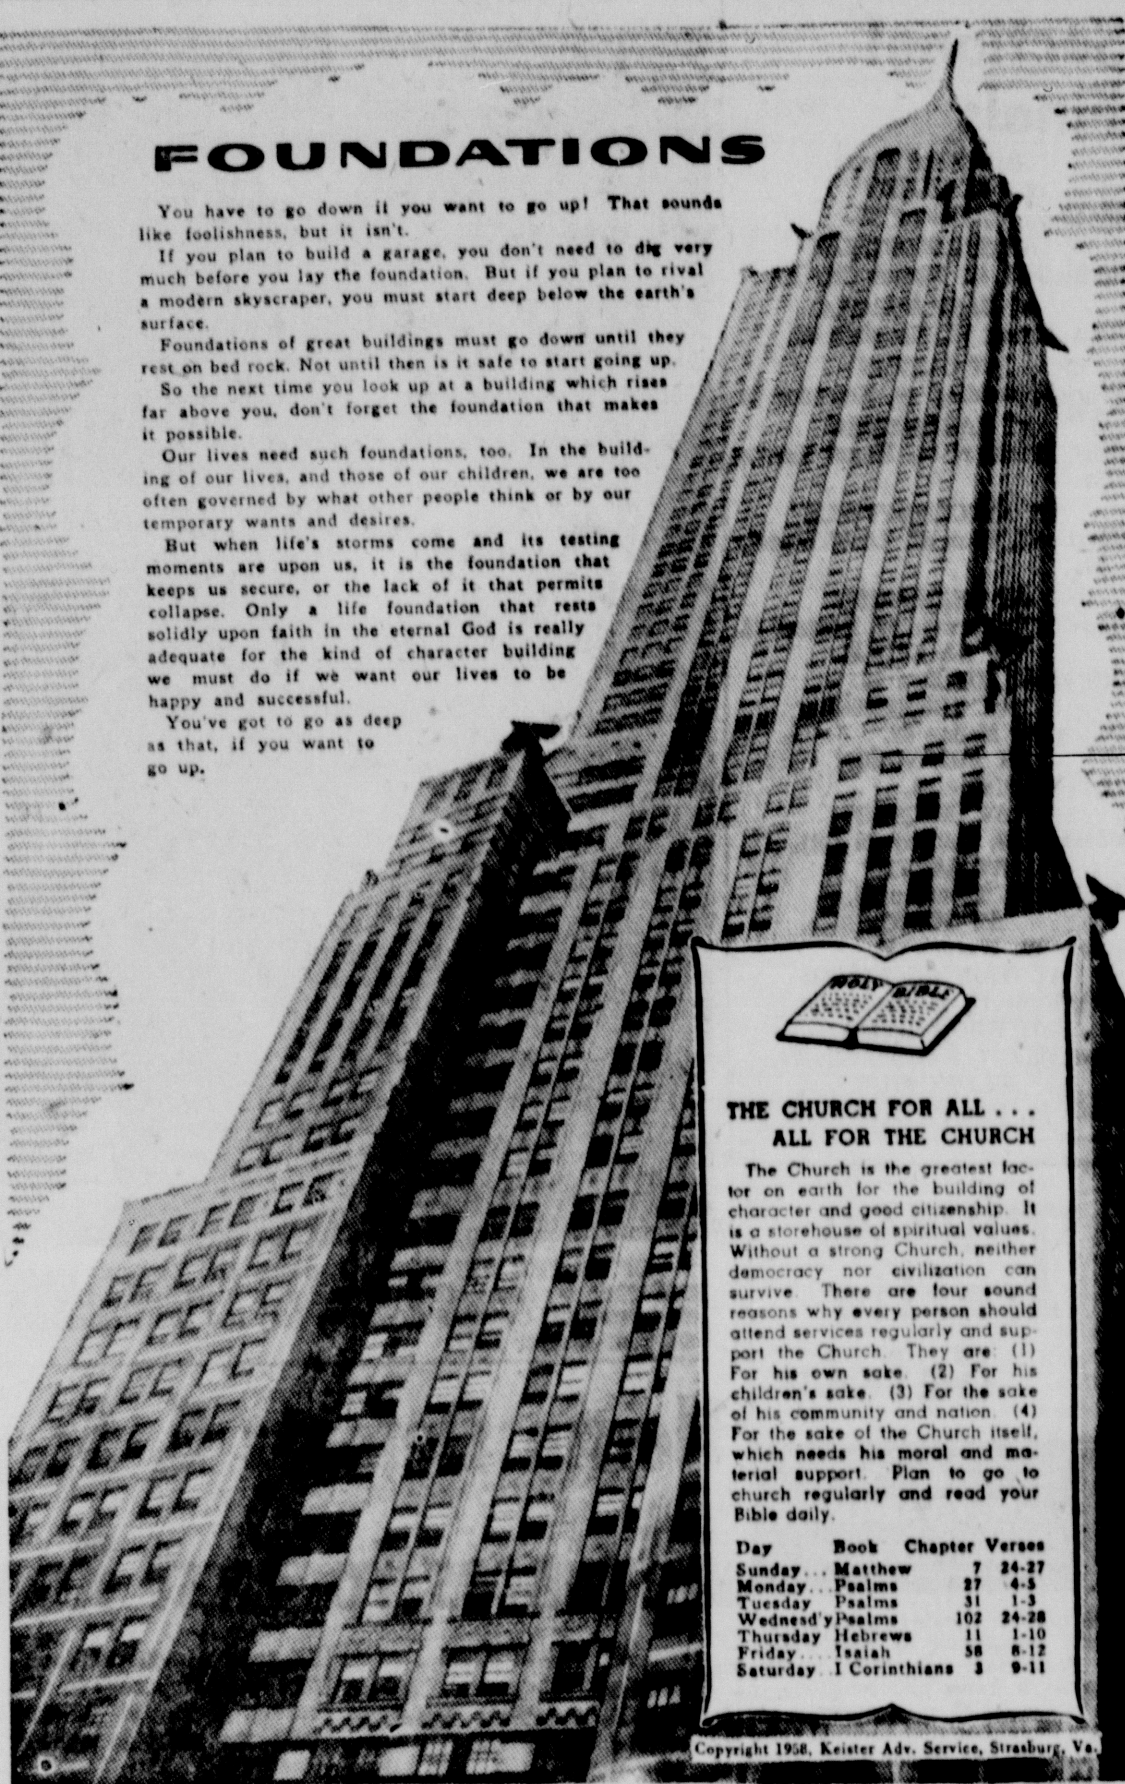 FOUNDATIONS
You have to go down if you want to go up! That sounds
like foolishness, but it isn't.
If you plan to build a garage, you don't need to dig very
much before you lay the foundation. But if you plan to rival
a modern skyscraper, you must start deep below the earth's
surface.
Foundations of great buildings must go down until they
rest on bed rock. Not until then is it safe to start going up.
So the next time you look up at a building which rises
far above you, don't forget the foundation that makes
it possible.
Our lives need such foundations, too. In the build-
ing of our lives, and those of our children, we are too
often governed by what other people think or by our
temporary wants and desires.
But when life's storms come and its testing
moments are upon us, it is the foundation that
keeps us secure, or the lack of it that permits
collapse. Only a life foundation that rests
solidly upon faith in the eternal God is really
adequate for the kind of character building
we must do if we want our lives to be
happy and successful.
You've got to go as deep
as that, if you want to
go up.
HOLY BIBLE
THE CHURCH FOR ALL . . .
ALL FOR THE CHURCH
The Church is the greatest fac-
tor on earth for the building of
character and good citizenship. It
is a storehouse of spiritual values.
Without a strong Church, neither
democracy nor civilization can
survive. There are four sound
reasons why every person should
attend services regularly and sup-
port the Church. They are: (1)
For his own sake. (2) For his
children's sake. (3) For the sake
of his community and nation. (4)
For the sake of the Church itself,
which needs his moral and ma-
terial support. Plan to go to
church regularly and read your
Bible daily.
Day Book Chapter Verses
Sunday . . . Matthew 7 24-27
Monday . . Psalms 27 4-5
Tuesday Psalms 31 1-3
Wednesd'y Psalms 102 24-28
Thursday Hebrews 11 1-10
Friday . . . . Isaiah 58 8-12
Saturday . I Corinthians 3 9-11
Copyright 1958, Keister Adv. Service, Strasburg, Va.